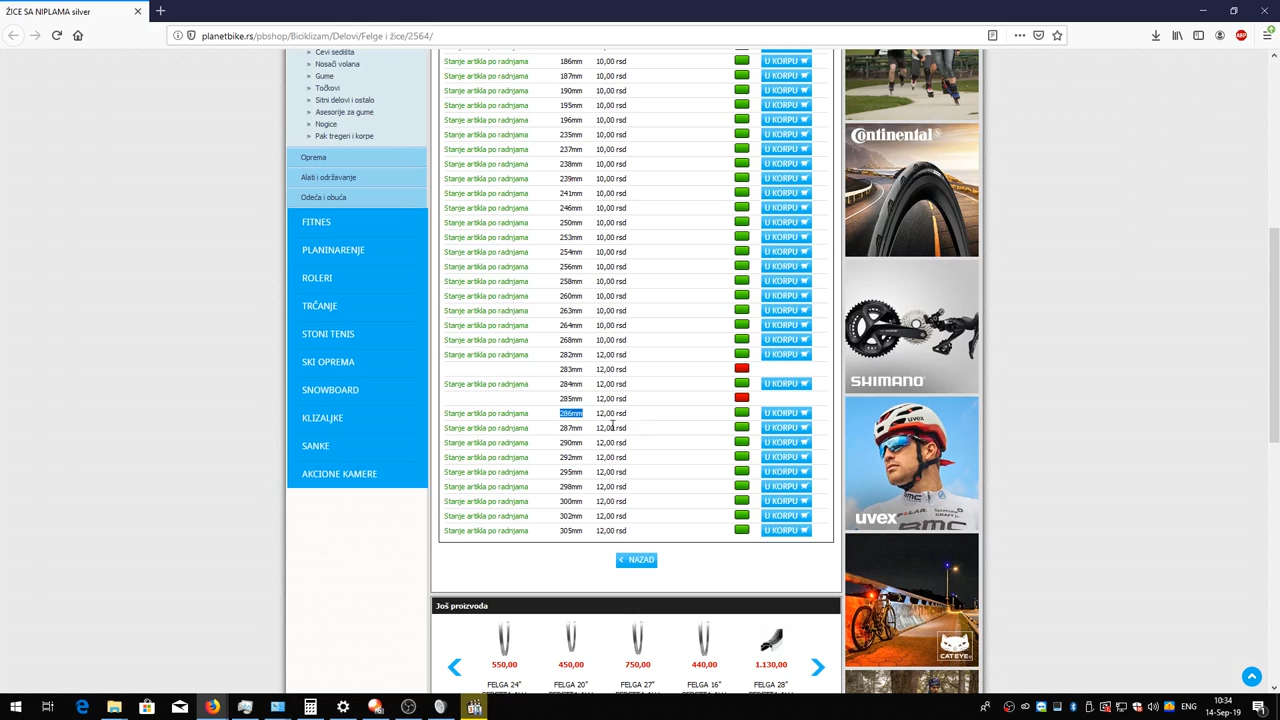 ŽICE SA NIPLAMA silver
planetbike.rs/pbshop/Biciklizam/Delovi/Felge i žice/2564/
ABP
» Cevi sedišta
» Nosači volana
» Gume
» Točkovi
» Sitni delovi i ostalo
» Asesorije za gume
» Nogice
» Pak tregeri i korpe
Oprema
Alati i održavanje
Odeća i obuća
FITNES
PLANINARENJE
ROLERI
TRČANJE
STONI TENIS
SKI OPREMA
SNOWBOARD
KLIZALJKE
SANKE
AKCIONE KAMERE
Stanje artikla po radnjama 186mm 10,00 rsd U KORPU
Stanje artikla po radnjama 187mm 10,00 rsd U KORPU
Stanje artikla po radnjama 190mm 10,00 rsd U KORPU
Stanje artikla po radnjama 195mm 10,00 rsd U KORPU
Stanje artikla po radnjama 196mm 10,00 rsd U KORPU
Stanje artikla po radnjama 235mm 10,00 rsd U KORPU
Stanje artikla po radnjama 237mm 10,00 rsd U KORPU
Stanje artikla po radnjama 238mm 10,00 rsd U KORPU
Stanje artikla po radnjama 239mm 10,00 rsd U KORPU
Stanje artikla po radnjama 241mm 10,00 rsd U KORPU
Stanje artikla po radnjama 246mm 10,00 rsd U KORPU
Stanje artikla po radnjama 250mm 10,00 rsd U KORPU
Stanje artikla po radnjama 253mm 10,00 rsd U KORPU
Stanje artikla po radnjama 254mm 10,00 rsd U KORPU
Stanje artikla po radnjama 256mm 10,00 rsd U KORPU
Stanje artikla po radnjama 258mm 10,00 rsd U KORPU
Stanje artikla po radnjama 260mm 10,00 rsd U KORPU
Stanje artikla po radnjama 263mm 10,00 rsd U KORPU
Stanje artikla po radnjama 264mm 10,00 rsd U KORPU
Stanje artikla po radnjama 268mm 10,00 rsd U KORPU
Stanje artikla po radnjama 282mm 12,00 rsd U KORPU
283mm 12,00 rsd
Stanje artikla po radnjama 284mm 12,00 rsd U KORPU
285mm 12,00 rsd
Stanje artikla po radnjama 286mm 12,00 rsd U KORPU
Stanje artikla po radnjama 287mm 12,00 rsd U KORPU
Stanje artikla po radnjama 290mm 12,00 rsd U KORPU
Stanje artikla po radnjama 292mm 12,00 rsd U KORPU
Stanje artikla po radnjama 295mm 12,00 rsd U KORPU
Stanje artikla po radnjama 298mm 12,00 rsd U KORPU
Stanje artikla po radnjama 300mm 12,00 rsd U KORPU
Stanje artikla po radnjama 302mm 12,00 rsd U KORPU
Stanje artikla po radnjama 305mm 12,00 rsd U KORPU
NAZAD
Još proizvoda
550,00 450,00 750,00 440,00 1.130,00
FELGA 24" FELGA 20" FELGA 27" FELGA 16" FELGA 28"
Continental
SHIMANO
uvex
BMC
uvex
CAT EYE
10:34
14-Sep-19